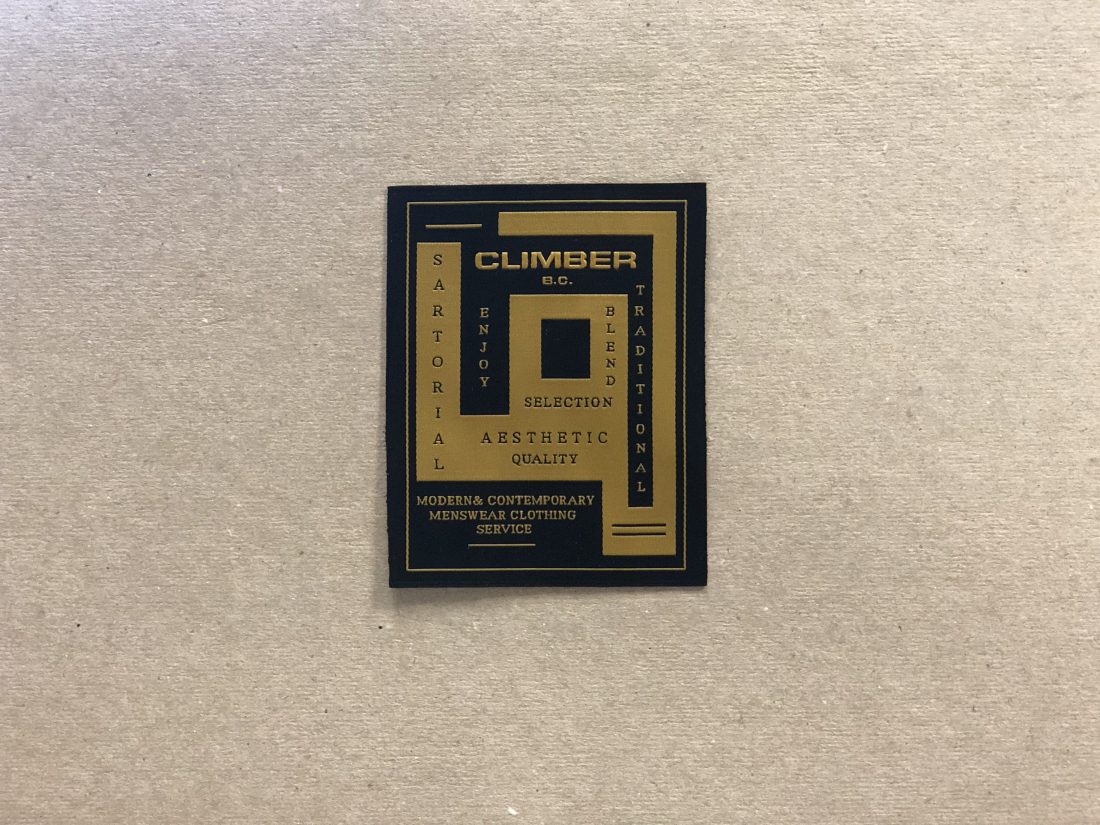 CLIMBER
B.C.
SARTORIAL
ENJOY
BLEND
TRADITIONAL
SELECTION
AESTHETIC
QUALITY
MODERN& CONTEMPORARY
MENSWEAR CLOTHING
SERVICE